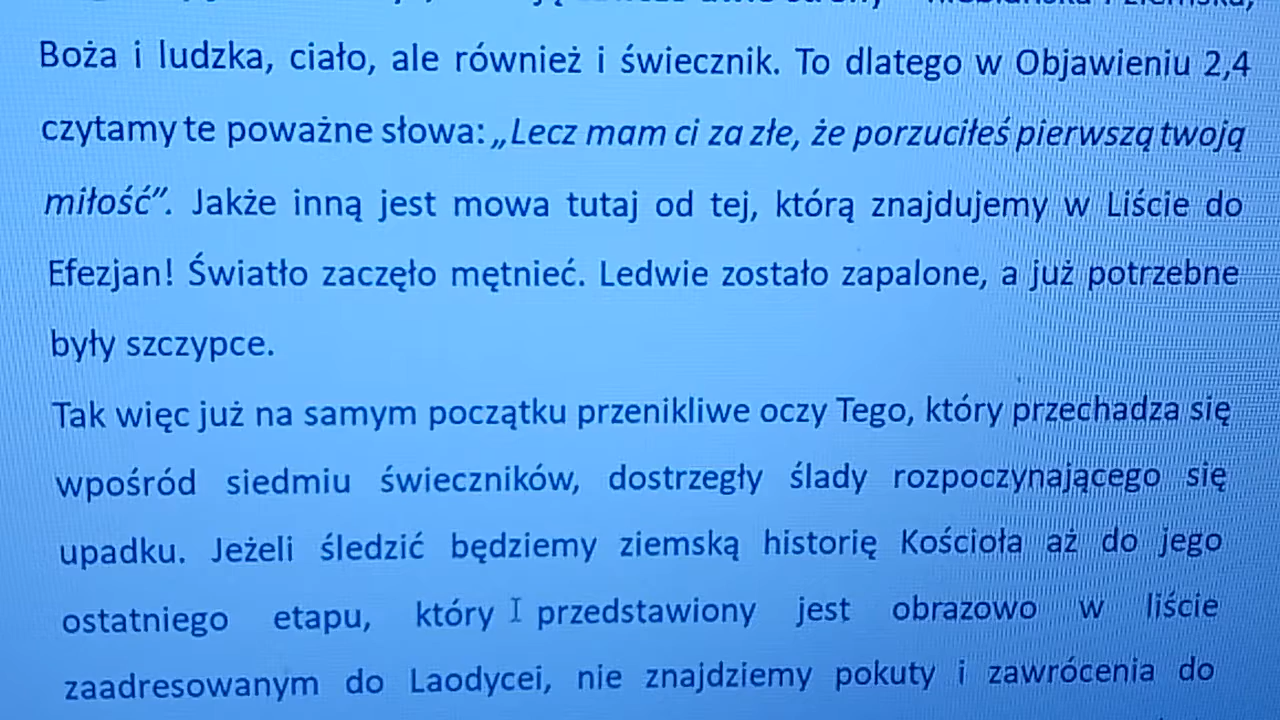 Boża i ludzka, ciało, ale również i świecznik. To dlatego w Objawieniu 2,4
czytamy te poważne słowa: „Lecz mam ci za złe, że porzuciłeś pierwszą twoją
miłość”. Jakże inną jest mowa tutaj od tej, którą znajdujemy w Liście do
Efezjan! Światło zaczęło mętnieć. Ledwie zostało zapalone, a już potrzebne
były szczypce.
Tak więc już na samym początku przenikliwe oczy Tego, który przechadza się
wpośród siedmiu świeczników, dostrzegły ślady rozpoczynającego się
upadku. Jeżeli śledzić będziemy ziemską historię Kościoła aż do jego
ostatniego etapu, który przedstawiony jest obrazowo w liście
zaadresowanym do Laodycei, nie znajdziemy pokuty i zawrócenia do